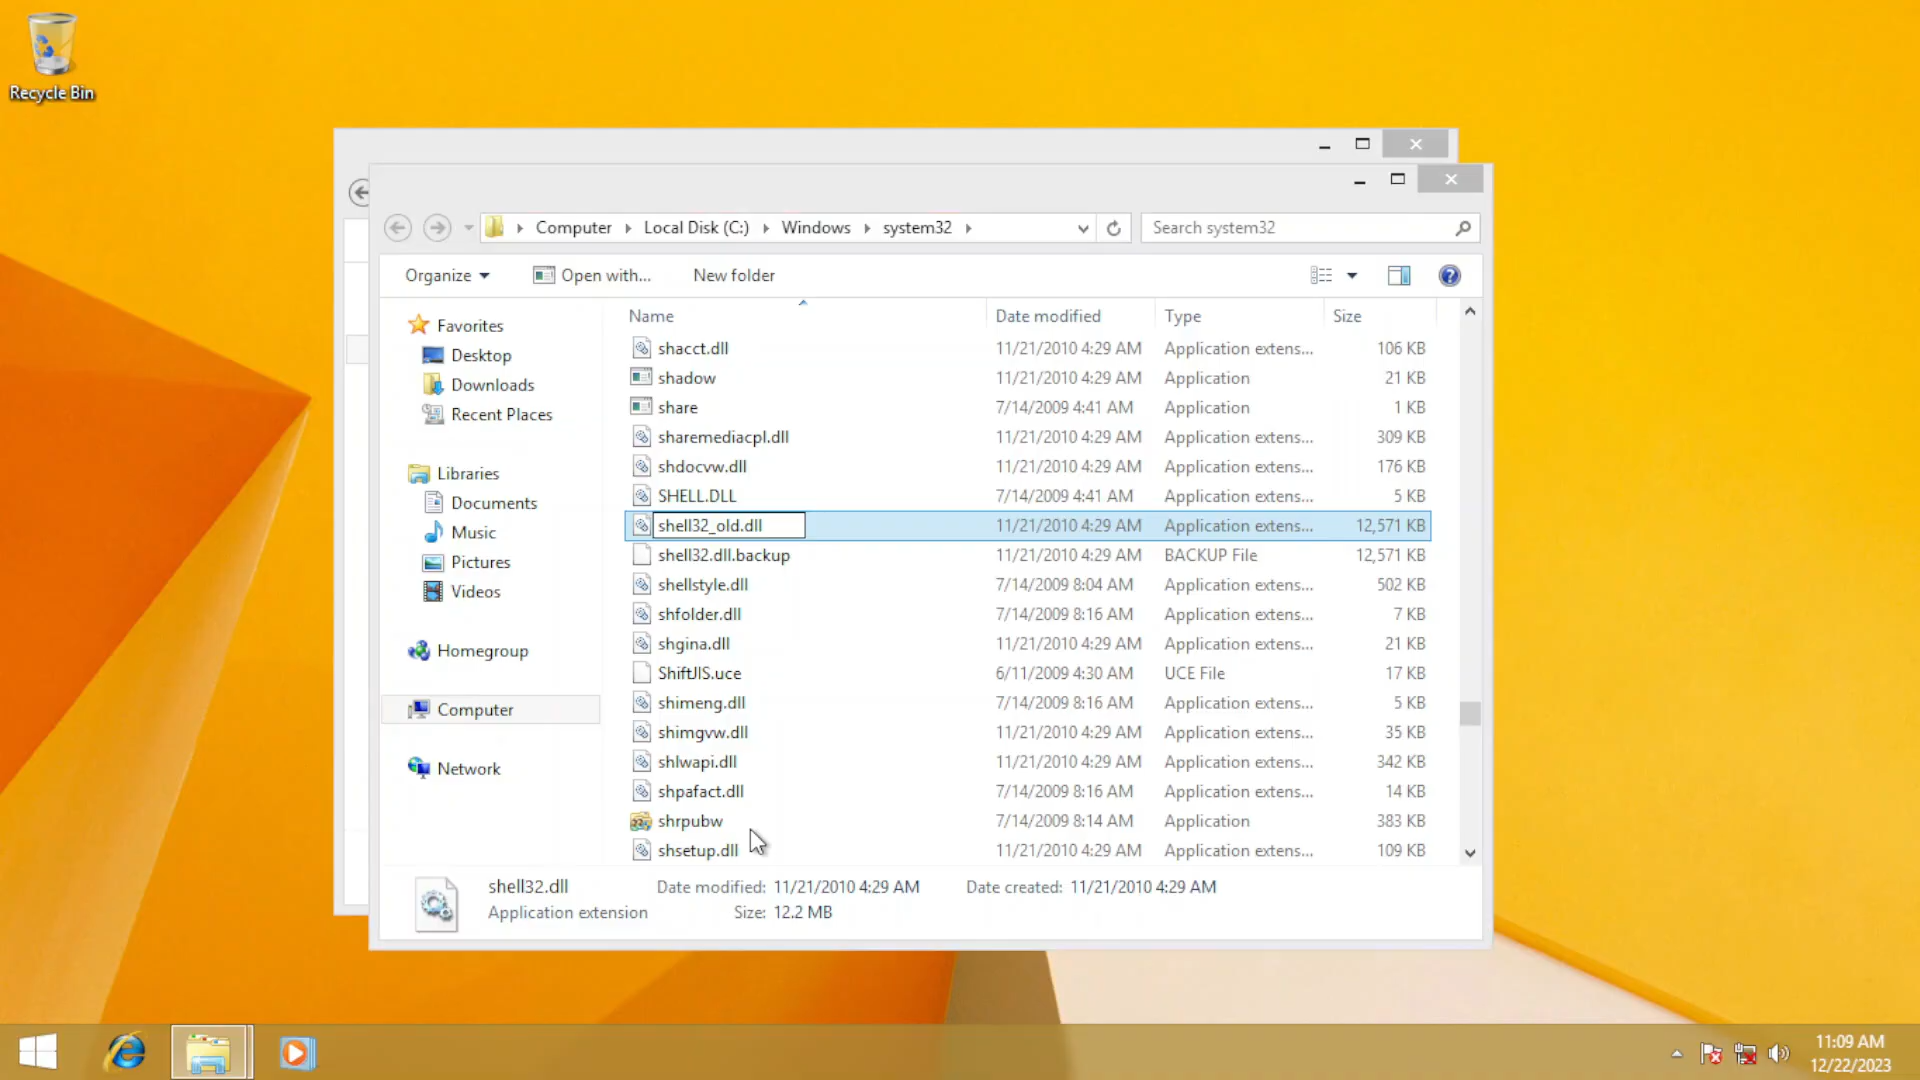 Recycle Bin
Computer Local Disk (C:) Windows system32
Search system32
Organize Open with... New folder
Name Date modified Type Size
Favorites
Desktop
Downloads
Recent Places
Libraries
Documents
Music
Pictures
Videos
Homegroup
Computer
Network
shacct.dll 11/21/2010 4:29 AM Application extens... 106 KB
shadow 11/21/2010 4:29 AM Application 21 KB
share 7/14/2009 4:41 AM Application 1 KB
sharemediacpl.dll 11/21/2010 4:29 AM Application extens... 309 KB
shdocvw.dll 11/21/2010 4:29 AM Application extens... 176 KB
SHELL.DLL 7/14/2009 4:41 AM Application extens... 5 KB
shell32_old.dll 11/21/2010 4:29 AM Application extens... 12,571 KB
shell32.dll.backup 11/21/2010 4:29 AM BACKUP File 12,571 KB
shellstyle.dll 7/14/2009 8:04 AM Application extens... 502 KB
shfolder.dll 7/14/2009 8:16 AM Application extens... 7 KB
shgina.dll 11/21/2010 4:29 AM Application extens... 21 KB
ShiftJIS.uce 6/11/2009 4:30 AM UCE File 17 KB
shimeng.dll 7/14/2009 8:16 AM Application extens... 5 KB
shimgvw.dll 11/21/2010 4:29 AM Application extens... 35 KB
shlwapi.dll 11/21/2010 4:29 AM Application extens... 342 KB
shpafact.dll 7/14/2009 8:16 AM Application extens... 14 KB
shrpubw 7/14/2009 8:14 AM Application 383 KB
shsetup.dll 11/21/2010 4:29 AM Application extens... 109 KB
shell32.dll Date modified: 11/21/2010 4:29 AM Date created: 11/21/2010 4:29 AM
Application extension Size: 12.2 MB
11:09 AM
12/22/2023